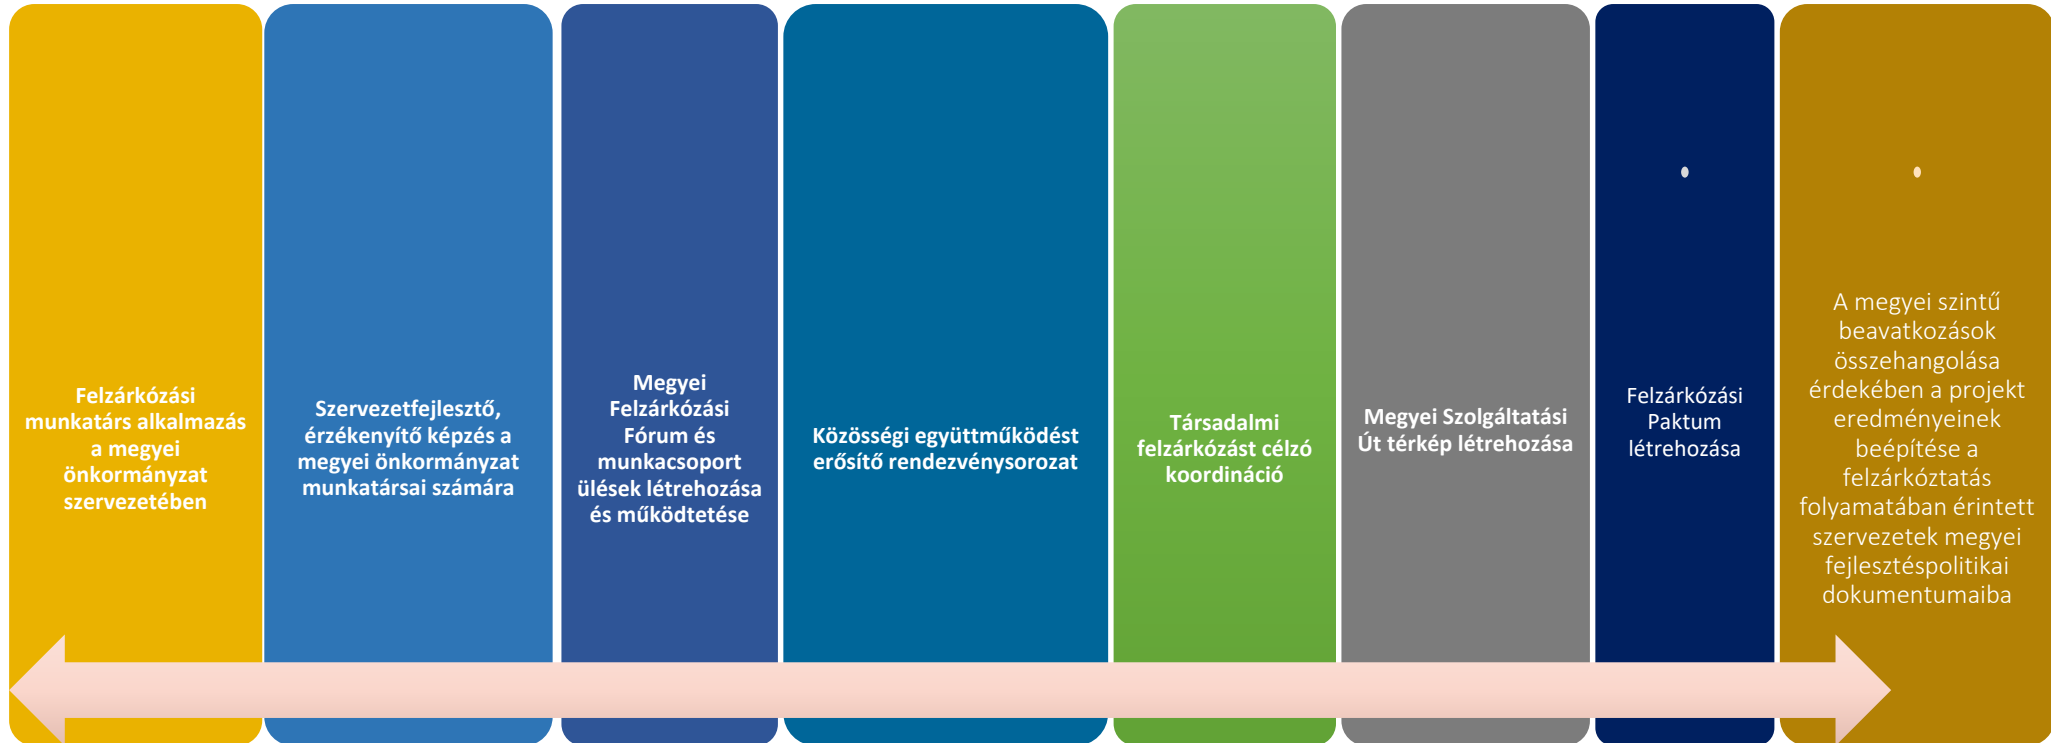 Felzárkózási
munkatárs alkalmazás
a megyei
önkormányzat
szervezetében
Szervezetfejlesztő,
érzékenyítő képzés a
megyei önkormányzat
munkatársai számára
Megyei
Felzárkózási
Fórum és
munkacsoport
ülések létrehozása
és működtetése
Közösségi együttműködést
erősítő rendezvénysorozat
Társadalmi
felzárkózást célzó
koordináció
Megyei Szolgáltatási
Út térkép létrehozása
Felzárkózási
Paktum
létrehozása
A megyei szintű
beavatkozások
összehangolása
érdekében a projekt
eredményeinek
beépítése a
felzárkóztatás
folyamatában érintett
szervezetek megyei
fejlesztéspolitikai
dokumentumaiba